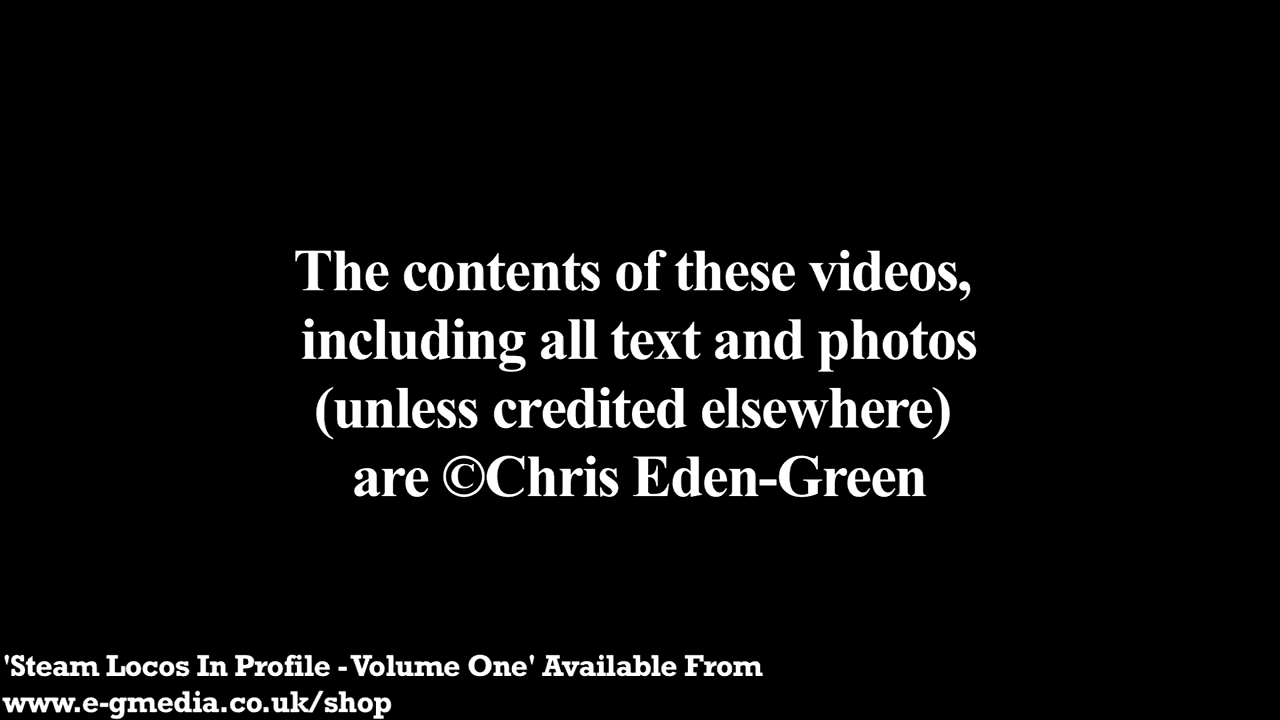 The contents of these videos,
including all text and photos
(unless credited elsewhere)
are ©Chris Eden-Green
'Steam Locos In Profile - Volume One' Available From
www.e-gmedia.co.uk/shop